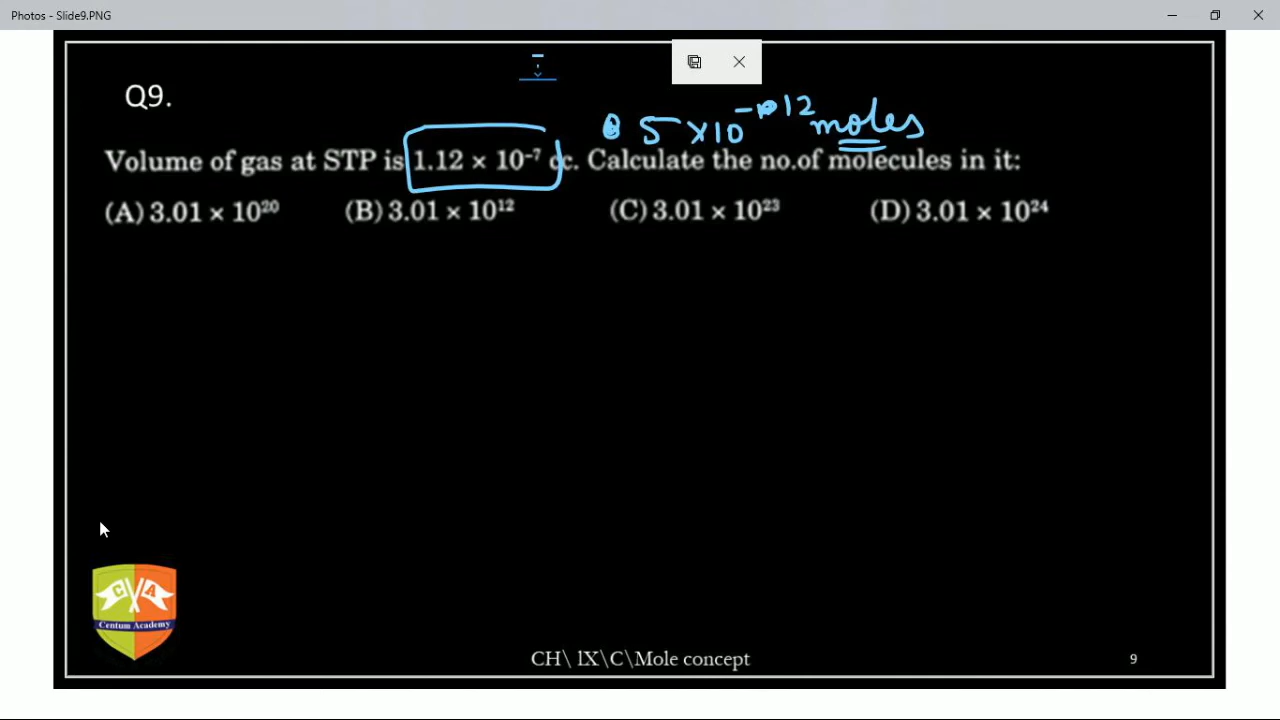 Photos - Slide9.PNG
Q9.
5 × 10⁻¹² moles
Volume of gas at STP is 1.12 × 10⁻⁷ cc. Calculate the no.of molecules in it:
(A) 3.01 × 10²⁰ (B) 3.01 × 10¹² (C) 3.01 × 10²³ (D) 3.01 × 10²⁴
C A
Centum Academy
CH\ lX\C\Mole concept
9